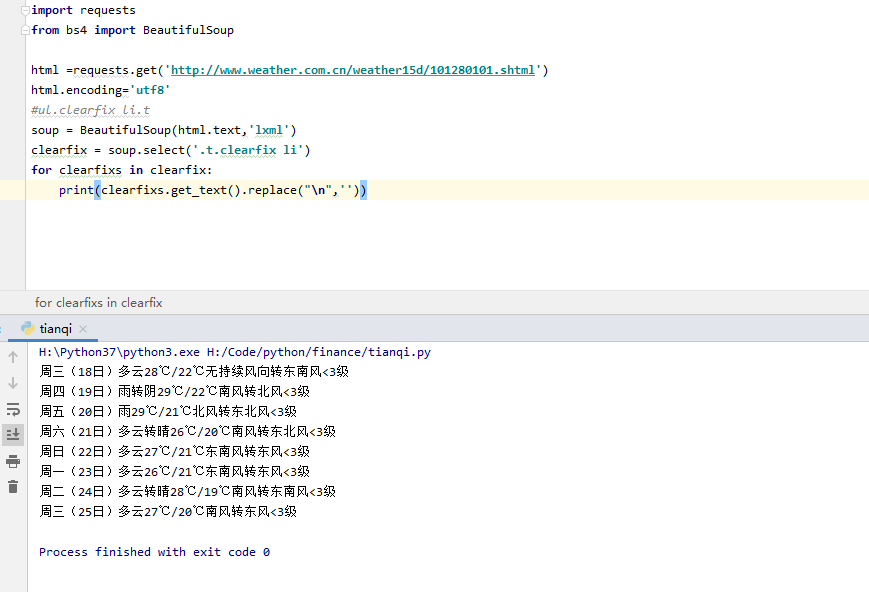 import requests
from bs4 import BeautifulSoup
html =requests.get('http://www.weather.com.cn/weather15d/101280101.shtml')
html.encoding='utf8'
#ul.clearfix li.t
soup = BeautifulSoup(html.text,'lxml')
clearfix = soup.select('.t.clearfix li')
for clearfixs in clearfix:
    print(clearfixs.get_text().replace("\n",''))
for clearfixs in clearfix
tianqi
H:\Python37\python3.exe H:/Code/python/finance/tianqi.py
周三（18日）多云28℃/22℃无持续风向转东南风<3级
周四（19日）雨转阴29℃/22℃南风转北风<3级
周五（20日）雨29℃/21℃北风转东北风<3级
周六（21日）多云转晴26℃/20℃南风转东北风<3级
周日（22日）多云27℃/21℃东南风转东风<3级
周一（23日）多云26℃/21℃东南风转东风<3级
周二（24日）多云转晴28℃/19℃南风转东南风<3级
周三（25日）多云27℃/20℃南风转东风<3级
Process finished with exit code 0